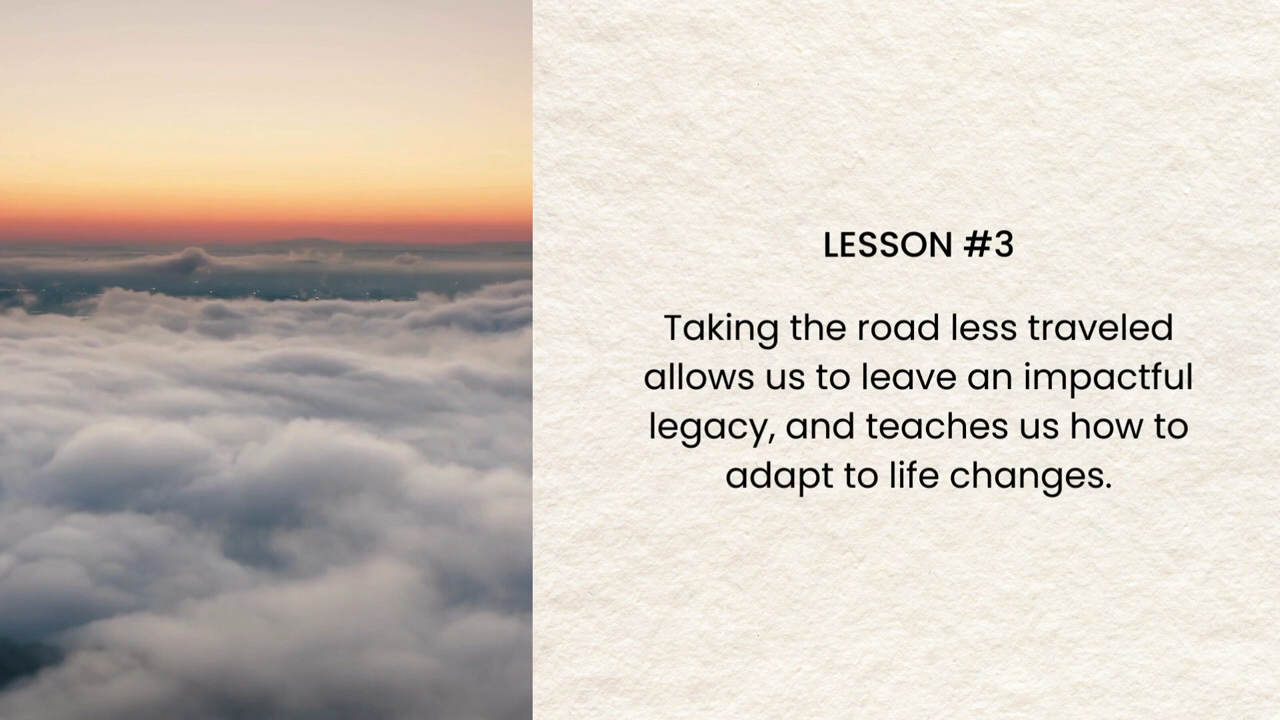 LESSON #3
Taking the road less traveled
allows us to leave an impactful
legacy, and teaches us how to
adapt to life changes.